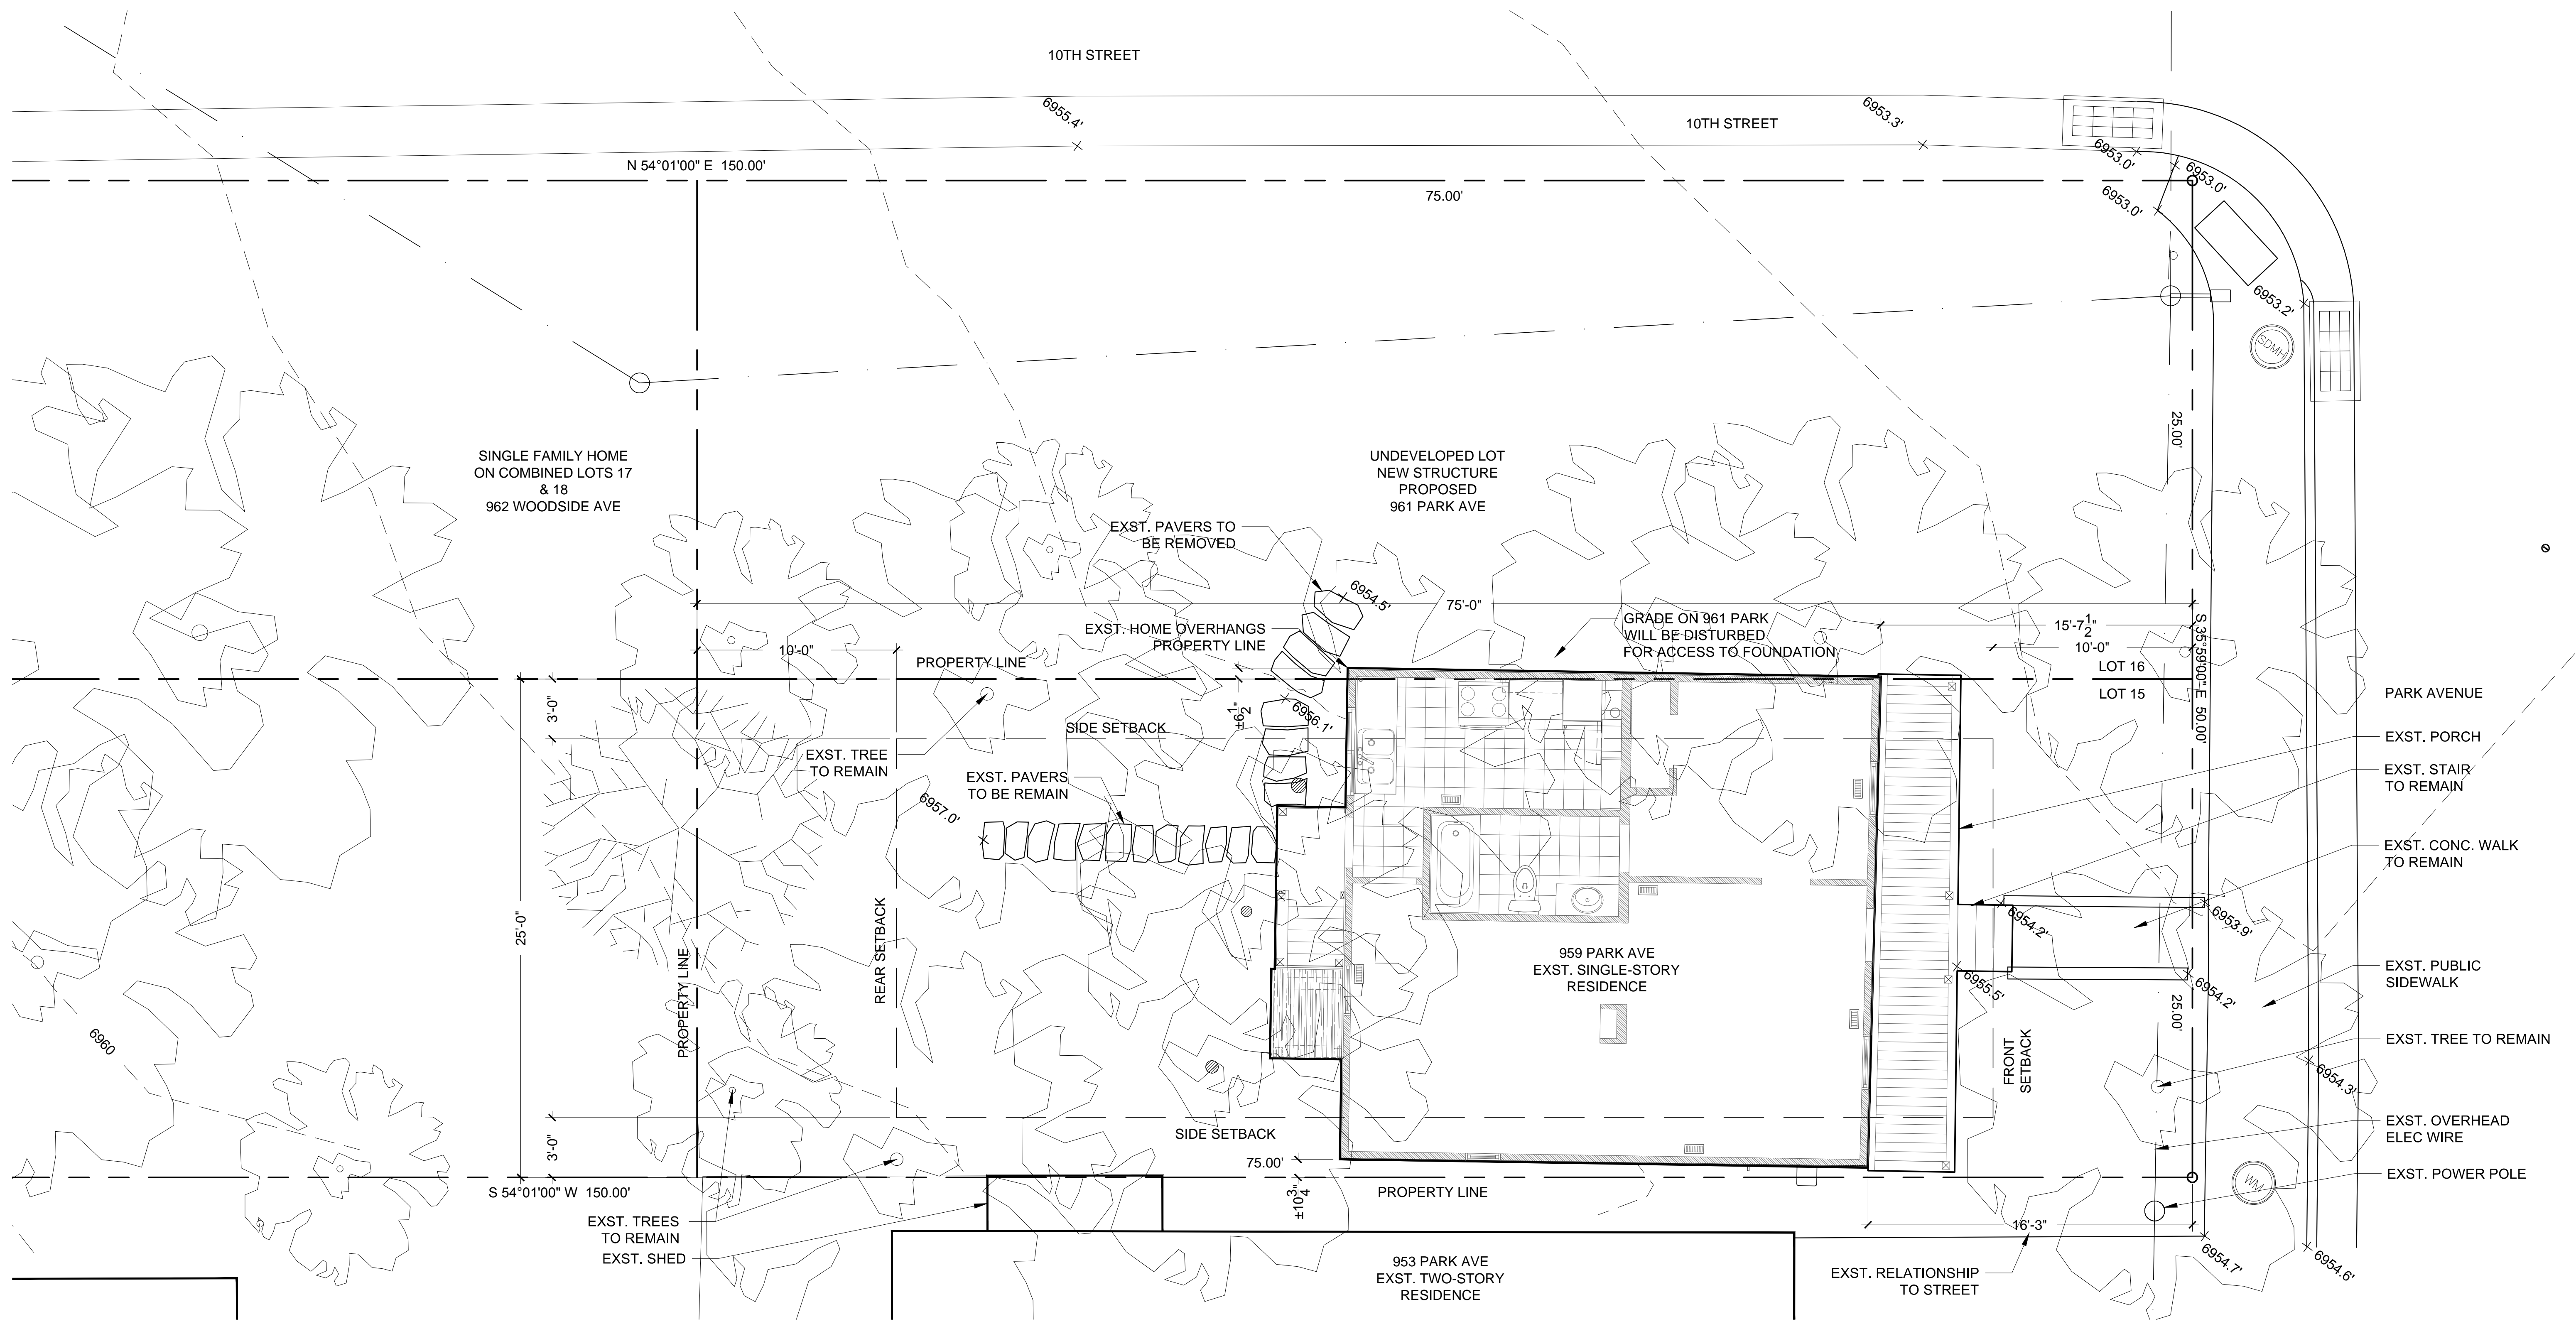 10TH STREET
6955.4'
6953.3'
10TH STREET
6953.0'
6953.0'
6953.0'
N 54°01'00" E 150.00'
75.00'
6953.2'
SDMH
25.00'
SINGLE FAMILY HOME
ON COMBINED LOTS 17
& 18
962 WOODSIDE AVE
UNDEVELOPED LOT
NEW STRUCTURE
PROPOSED
961 PARK AVE
EXST. PAVERS TO
BE REMOVED
6954.5'
75'-0"
GRADE ON 961 PARK
WILL BE DISTURBED
FOR ACCESS TO FOUNDATION
15'-7 1/2"
10'-0"
S 35°59'00" E 50.00'
EXST. HOME OVERHANGS
PROPERTY LINE
10'-0"
PROPERTY LINE
LOT 16
LOT 15
PARK AVENUE
3'-0"
±6 1/2"
6956.1'
SIDE SETBACK
EXST. PORCH
EXST. TREE
TO REMAIN
EXST. STAIR
TO REMAIN
EXST. PAVERS
TO BE REMAIN
6957.0'
EXST. CONC. WALK
TO REMAIN
25'-0"
PROPERTY LINE
REAR SETBACK
959 PARK AVE
EXST. SINGLE-STORY
RESIDENCE
6954.2'
6953.9'
6955.5'
6954.2'
EXST. PUBLIC
SIDEWALK
25.00'
6960
FRONT
SETBACK
EXST. TREE TO REMAIN
6954.3'
3'-0"
SIDE SETBACK
EXST. OVERHEAD
ELEC WIRE
75.00'
±10 3/4"
S 54°01'00" W 150.00'
PROPERTY LINE
WM
EXST. POWER POLE
EXST. TREES
TO REMAIN
EXST. SHED
16'-3"
953 PARK AVE
EXST. TWO-STORY
RESIDENCE
EXST. RELATIONSHIP
TO STREET
6954.7'
6954.6'